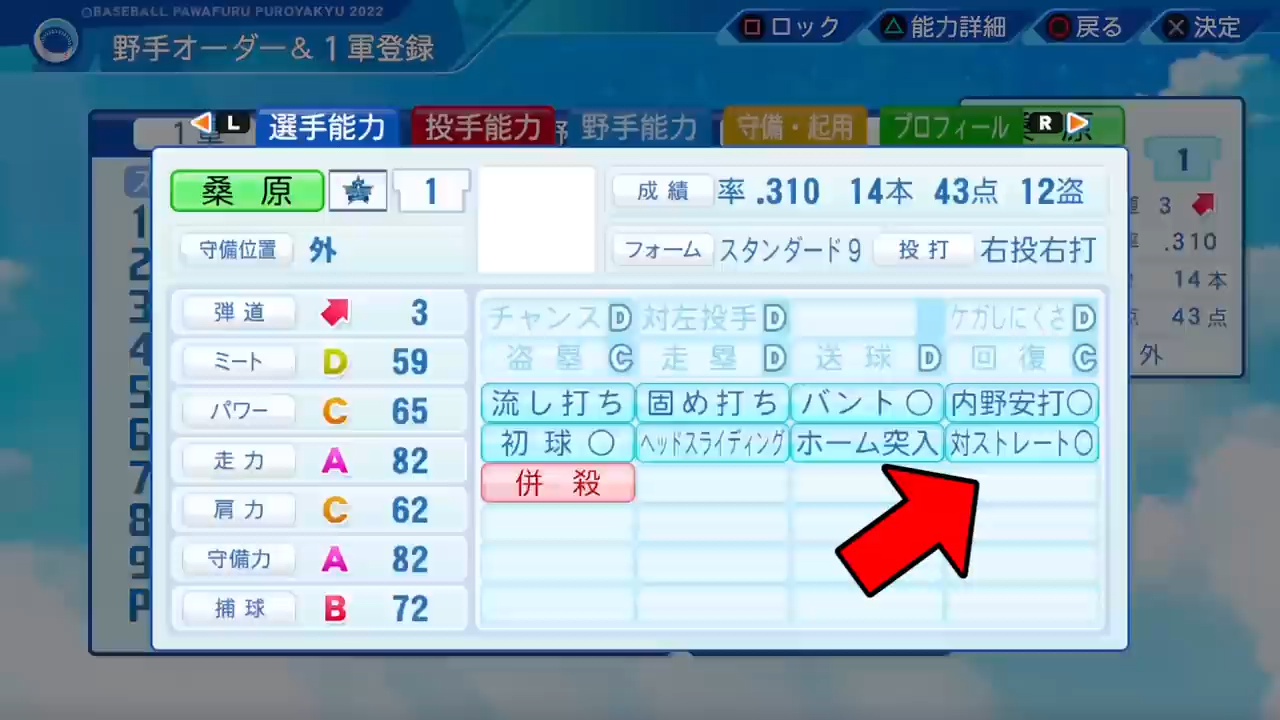 BASEBALL PAWAFURU PUROYAKYU 2022
野手オーダー&1軍登録
□ロック △能力詳細 ○戻る ×決定
L 選手能力 投手能力 野手能力 守備・起用 プロフィール R
桑原 1 成績 率.310 14本 43点 12盗
守備位置 外 フォーム スタンダード9 投打 右投右打
弾道 3
ミート D 59
パワー C 65
走力 A 82
肩力 C 62
守備力 A 82
捕球 B 72
チャンス D 対左投手 D ケガしにくさ D
盗塁 C 走塁 D 送球 D 回復 C
流し打ち 固め打ち バント○ 内野安打○
初球○ ヘッドスライディング ホーム突入 対ストレート○
併殺
1
3
.310
14本
43点
外
1
2
3
4
5
6
7
8
9
P